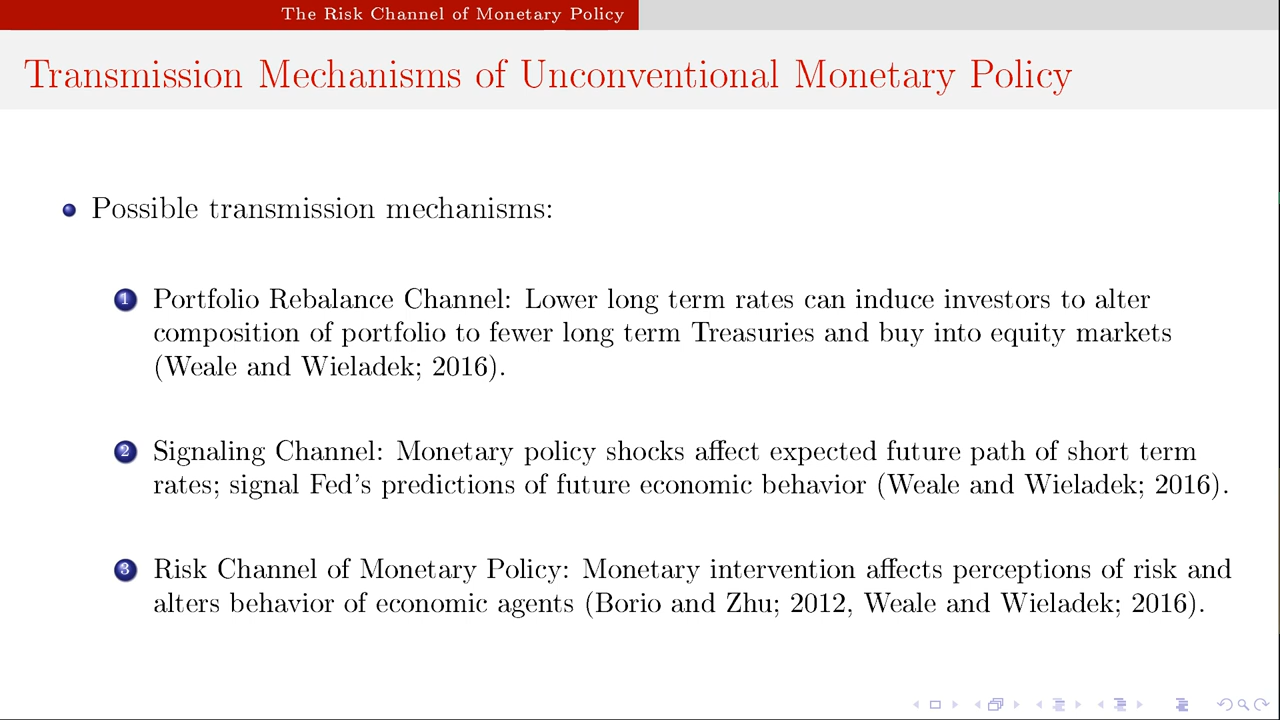 The Risk Channel of Monetary Policy
Transmission Mechanisms of Unconventional Monetary Policy
Possible transmission mechanisms:
1 Portfolio Rebalance Channel: Lower long term rates can induce investors to alter
composition of portfolio to fewer long term Treasuries and buy into equity markets
(Weale and Wieladek; 2016).
2 Signaling Channel: Monetary policy shocks affect expected future path of short term
rates; signal Fed's predictions of future economic behavior (Weale and Wieladek; 2016).
3 Risk Channel of Monetary Policy: Monetary intervention affects perceptions of risk and
alters behavior of economic agents (Borio and Zhu; 2012, Weale and Wieladek; 2016).